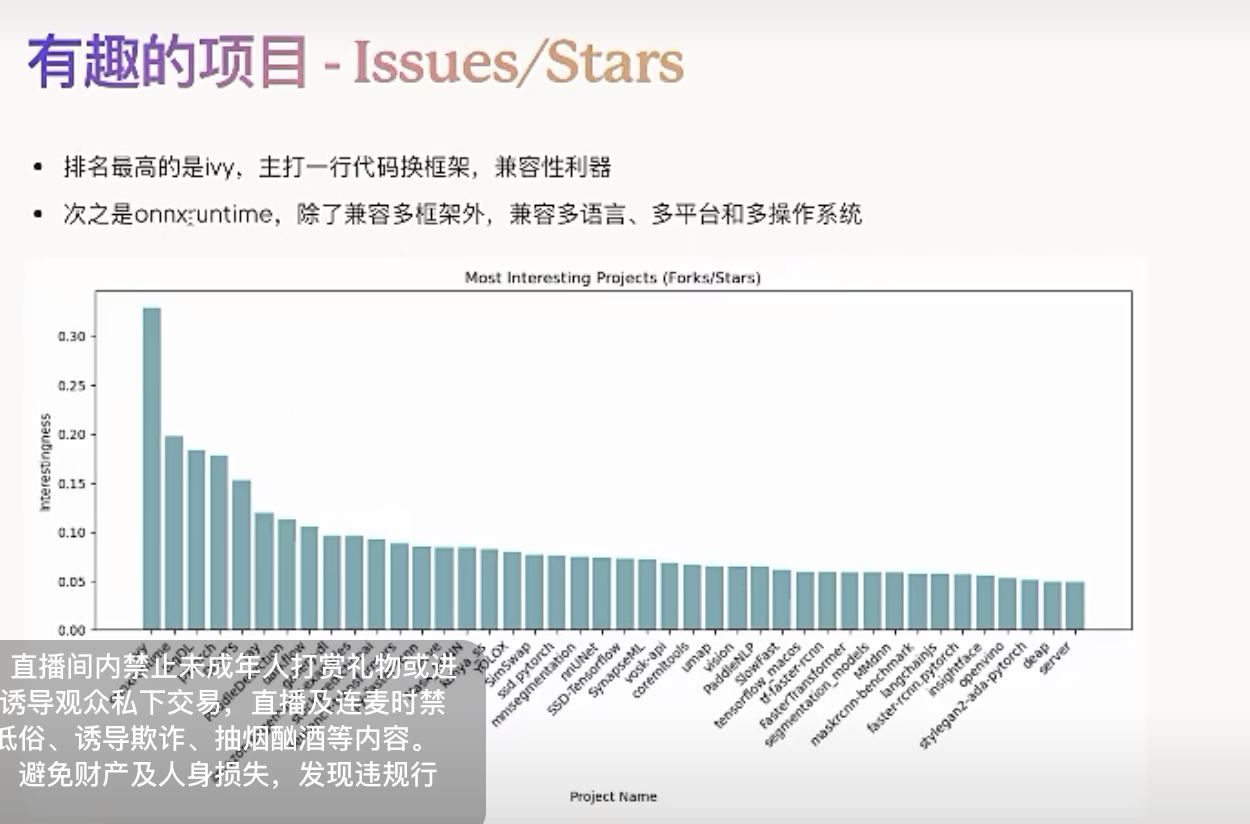 有趣的项目 - Issues/Stars
• 排名最高的是ivy，主打一行代码换框架，兼容性利器
• 次之是onnxruntime，除了兼容多框架外，兼容多语言、多平台和多操作系统
Most Interesting Projects (Forks/Stars)
Interestingness
0.30
0.25
0.20
0.15
0.10
0.05
0.00
YOLOX
SimSwap
ssd.pytorch
mmsegmentation
nnUNet
SSD-Tensorflow
SynapseML
vosk-api
coremltools
umap
vision
PaddleNLP
SlowFast
tensorflow_macos
tf-faster-rcnn
FasterTransformer
segmentation_models
MMdnn
maskrcnn-benchmark
langchainjs
faster-rcnn.pytorch
insightface
openvino
stylegan2-ada-pytorch
deap
server
Project Name
直播间内禁止未成年人打赏礼物或进
诱导观众私下交易，直播及连麦时禁
低俗、诱导欺诈、抽烟酗酒等内容。
避免财产及人身损失，发现违规行